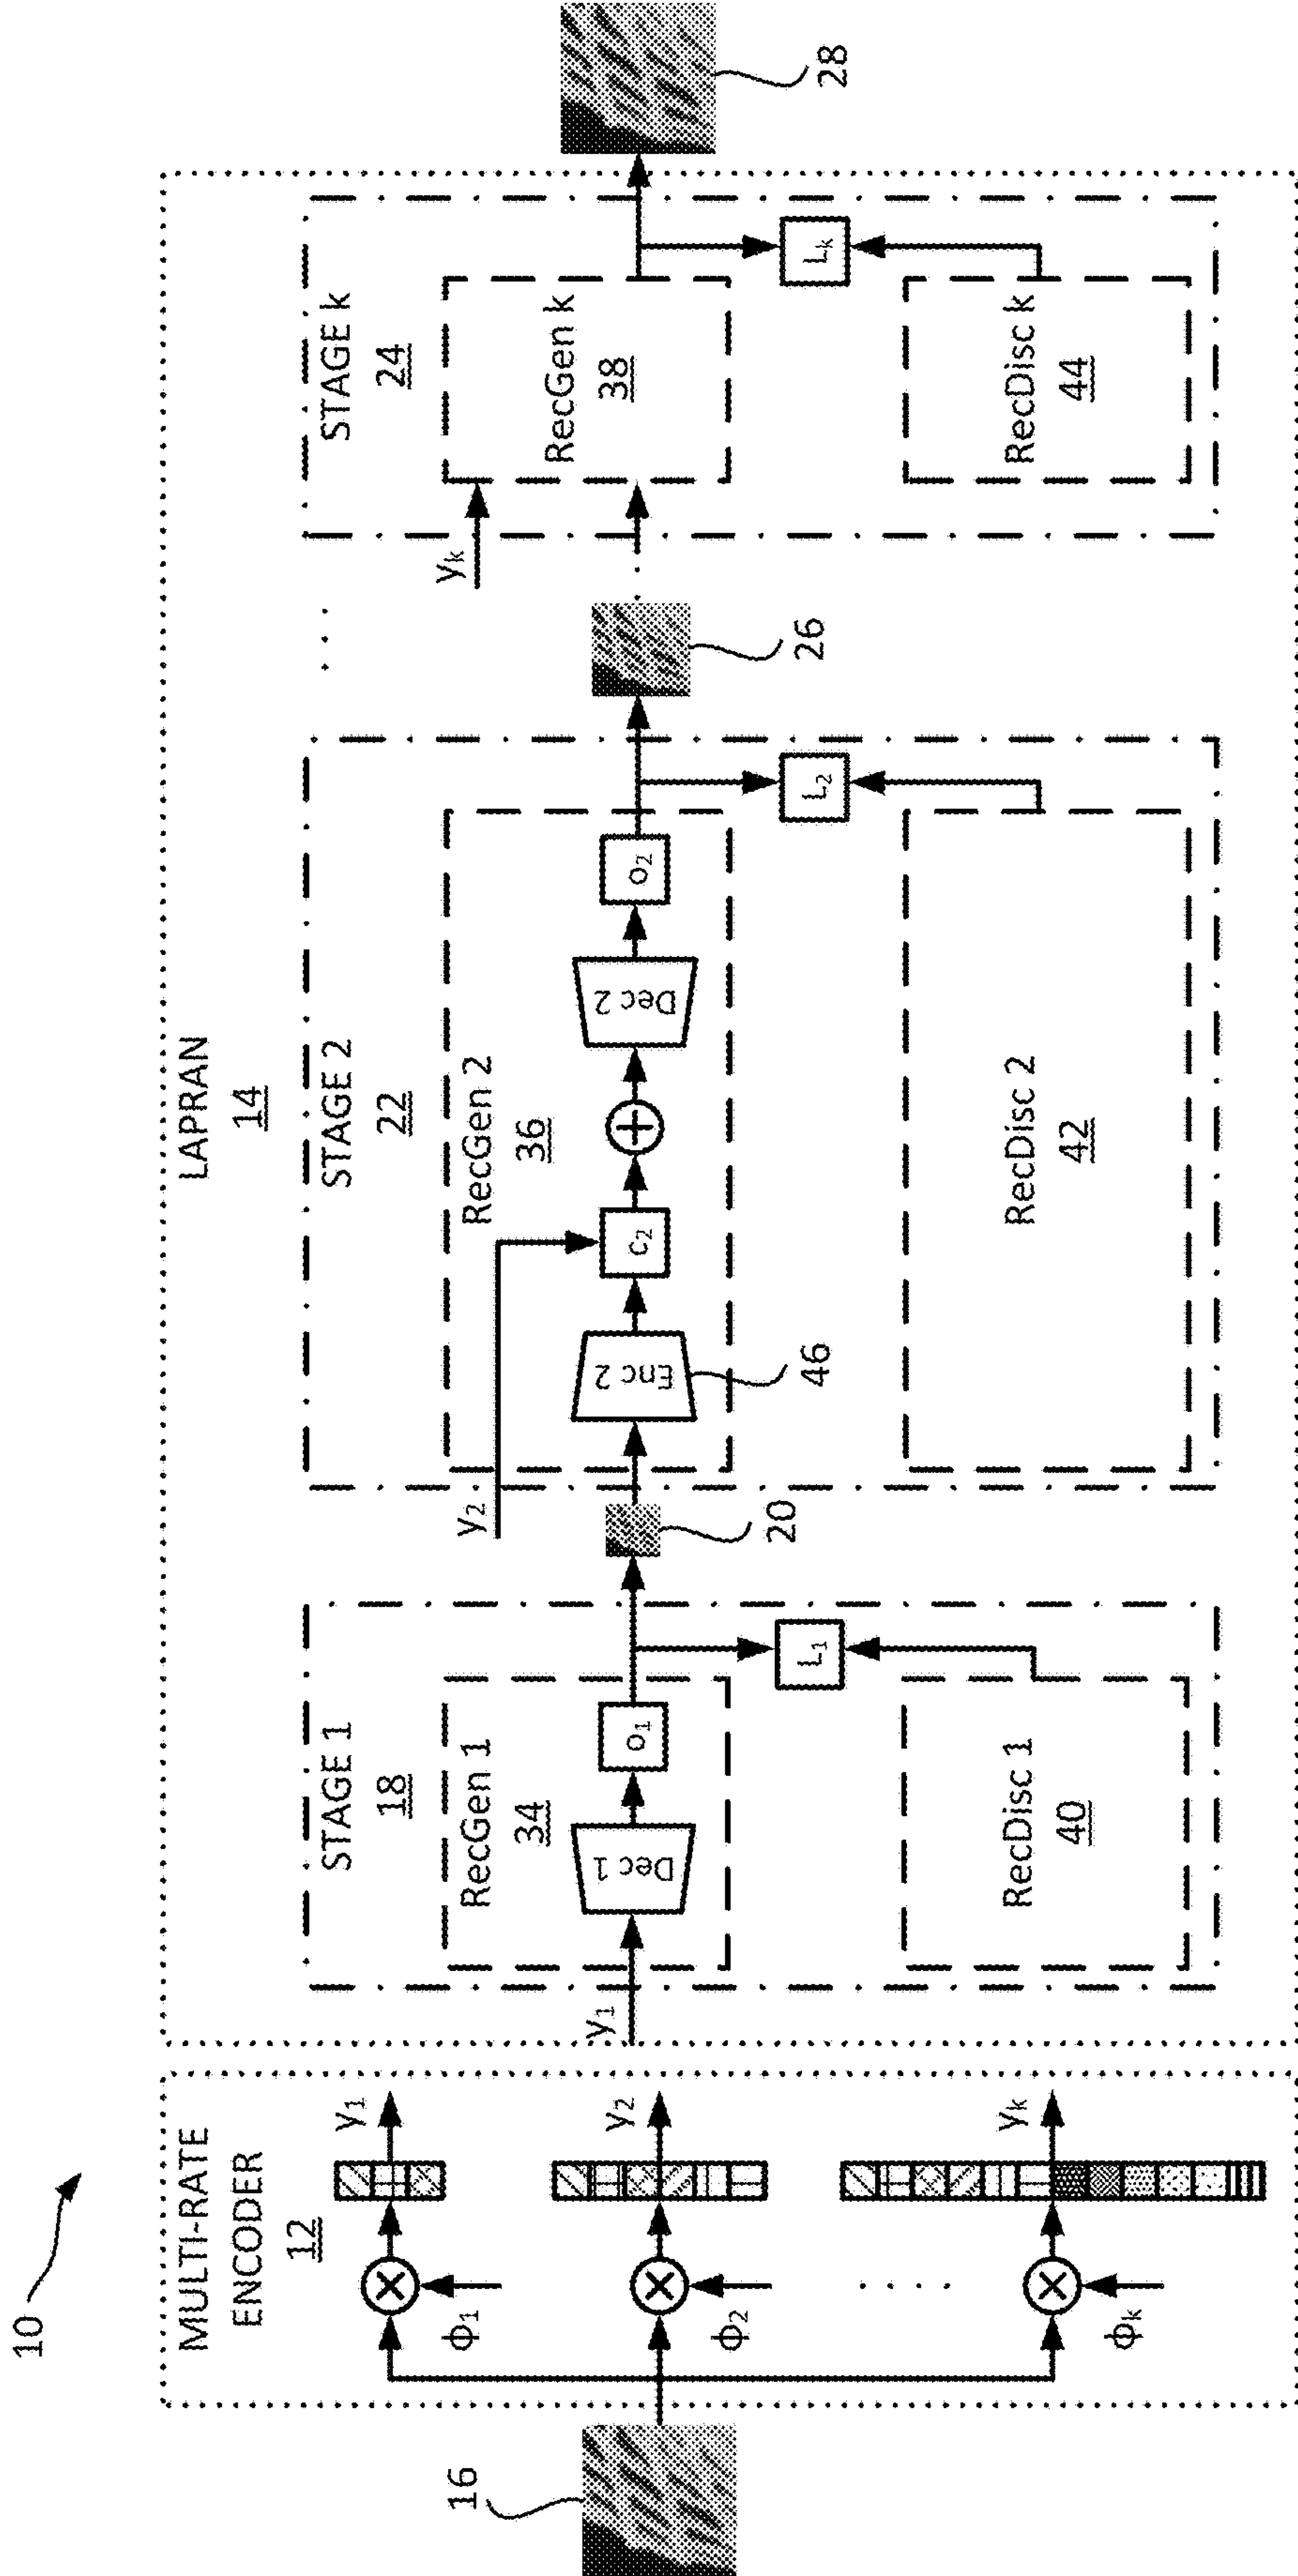 10
MULTI-RATE
ENCODER
12
16
ϕ₁
y₁
ϕ₂
y₂
. . . . .
ϕₖ
yₖ
LAPRAN
14
STAGE 1
18
RecGen 1
34
y₁
Dec 1
o₁
L₁
RecDisc 1
40
20
STAGE 2
22
y₂
RecGen 2
36
Enc 2
46
c₂
+
Dec 2
o₂
L₂
RecDisc 2
42
26
. . .
STAGE k
24
yₖ
RecGen k
38
Lₖ
RecDisc k
44
28